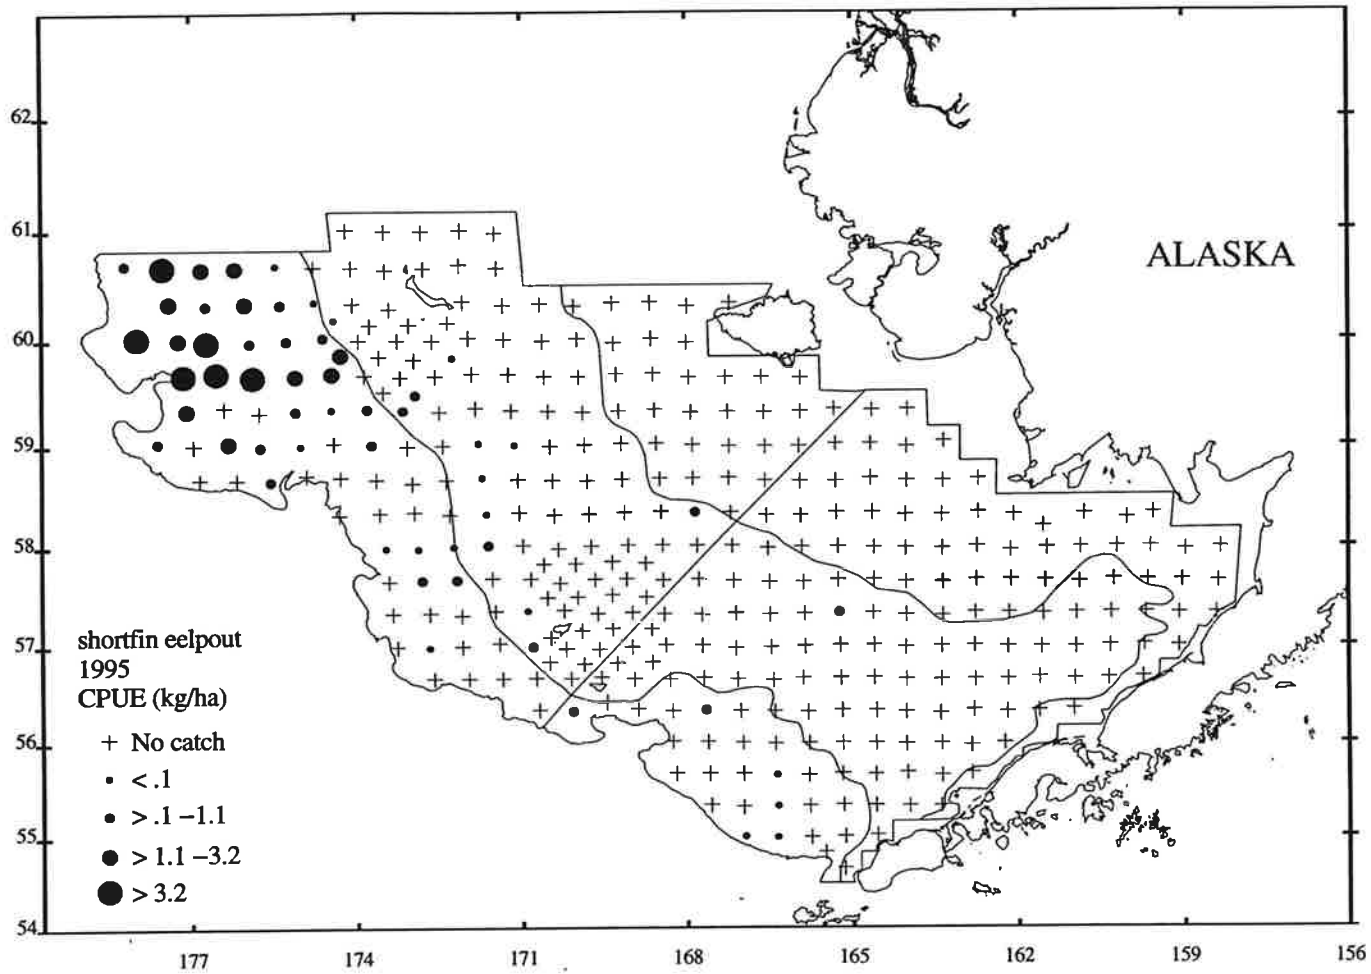 62
61
60
59
58
57
56
55
54
ALASKA
shortfin eelpout
1995
CPUE (kg/ha)
+ No catch
• < .1
• > .1 –1.1
● > 1.1 –3.2
● > 3.2
177 174 171 168 165 162 159 156